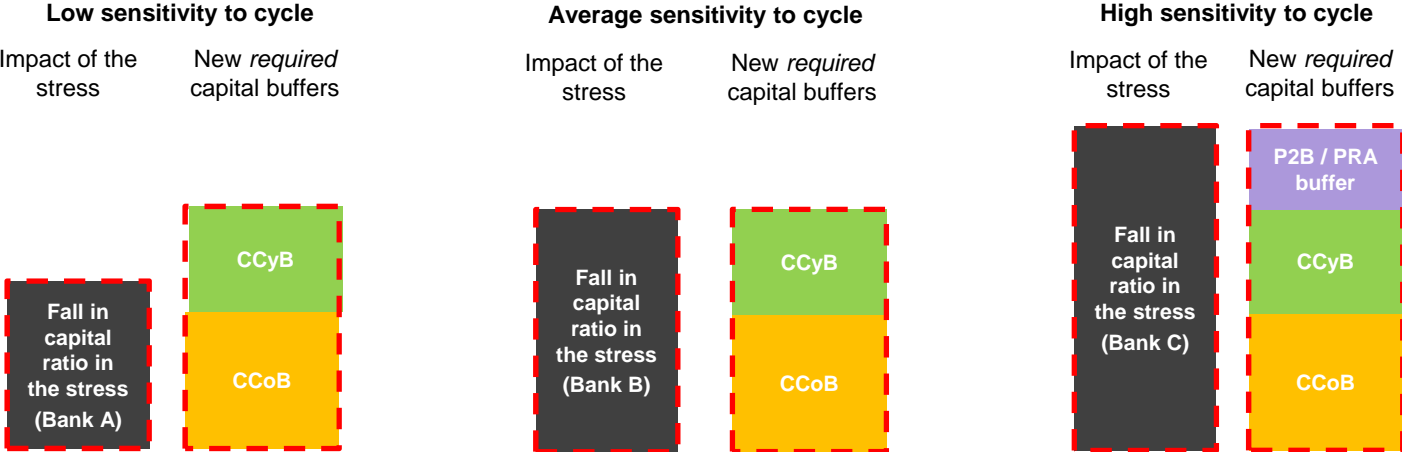 Low sensitivity to cycle
Impact of the
stress
New required
capital buffers
CCyB
Fall in
capital
ratio in
the stress
(Bank A)
CCoB
Average sensitivity to cycle
Impact of the
stress
New required
capital buffers
CCyB
Fall in
capital
ratio in
the stress
(Bank B)
CCoB
High sensitivity to cycle
Impact of the
stress
New required
capital buffers
P2B / PRA
buffer
Fall in
capital
ratio in
the stress
(Bank C)
CCyB
CCoB